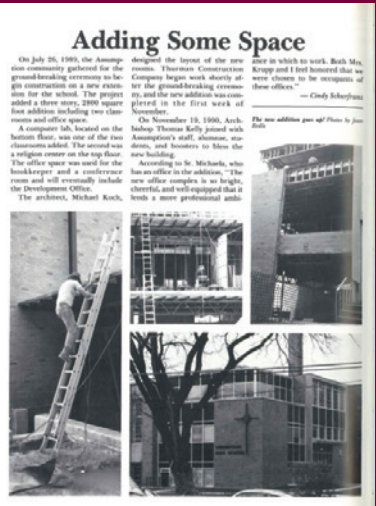 Adding Some Space
On July 26, 1989, the Assump-
tion community gathered for the
ground-breaking ceremony to be-
gin construction on a new exten-
sion for the school. The project
added a three story, 2800 square
foot addition including two class-
rooms and office space.
A computer lab, located on the
bottom floor, was one of the two
classrooms added. The second was
a religion center on the top floor.
The office space was used for the
bookkeeper and a conference
room and will eventually include
the Development Office.
The architect, Michael Koch,
designed the layout of the new
rooms. Thurman Construction
Company began work shortly af-
ter the ground-breaking ceremo-
ny, and the new addition was com-
pleted in the first week of
November.
On November 19, 1990, Arch-
bishop Thomas Kelly joined with
Assumption's staff, alumnae, stu-
dents, and boosters to bless the
new building.
According to Sr. Michaela, who
has an office in the addition, "The
new office complex is so bright,
cheerful, and well-equipped that it
lends a more professional ambi-
ance in which to work. Both Mrs.
Krupp and I feel honored that we
were chosen to be occupants of
these offices."
— Cindy
The new addition goes up! Photos by